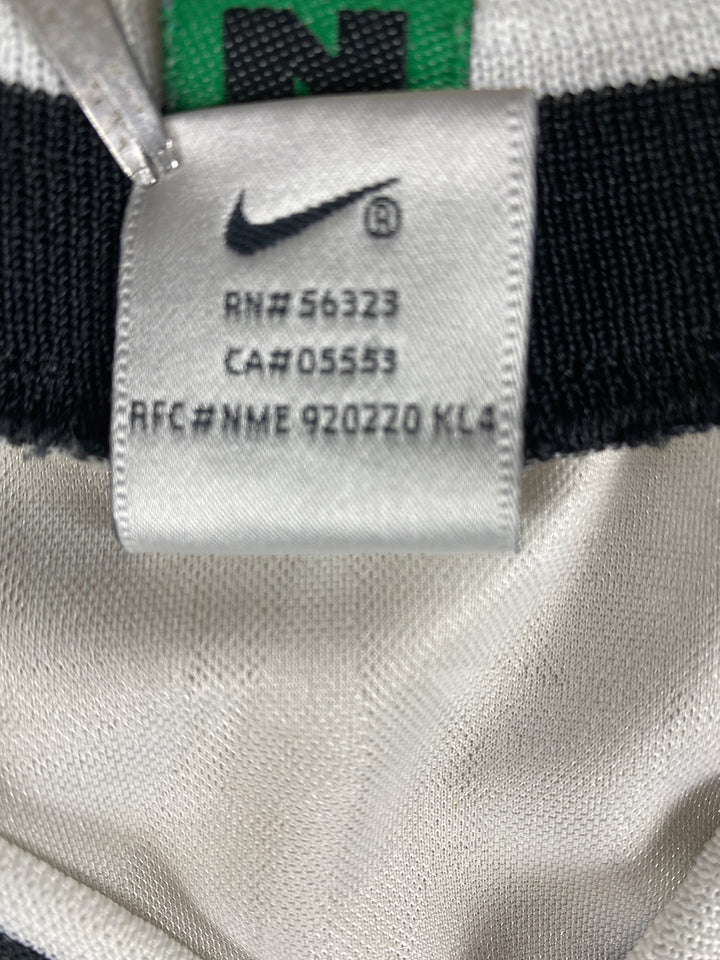 N
®
RN# 56323
CA#05553
RFC#NME 920220 KL4